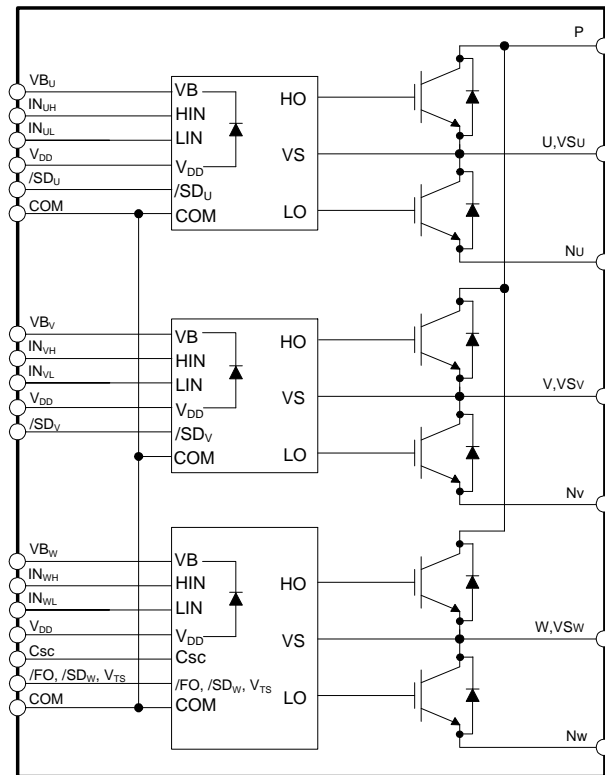 P
VBU
INUH
INUL
VDD
/SDU
COM
VB
HIN
LIN
VDD
/SDU
COM
HO
VS
LO
U,VSU
NU
VBV
INVH
INVL
VDD
/SDV
VB
HIN
LIN
VDD
/SDV
COM
HO
VS
LO
V,VSV
NV
VBW
INWH
INWL
VDD
Csc
/FO, /SDW, VTS
COM
VB
HIN
LIN
VDD
Csc
/FO, /SDW, VTS
COM
HO
VS
LO
W,VSW
NW